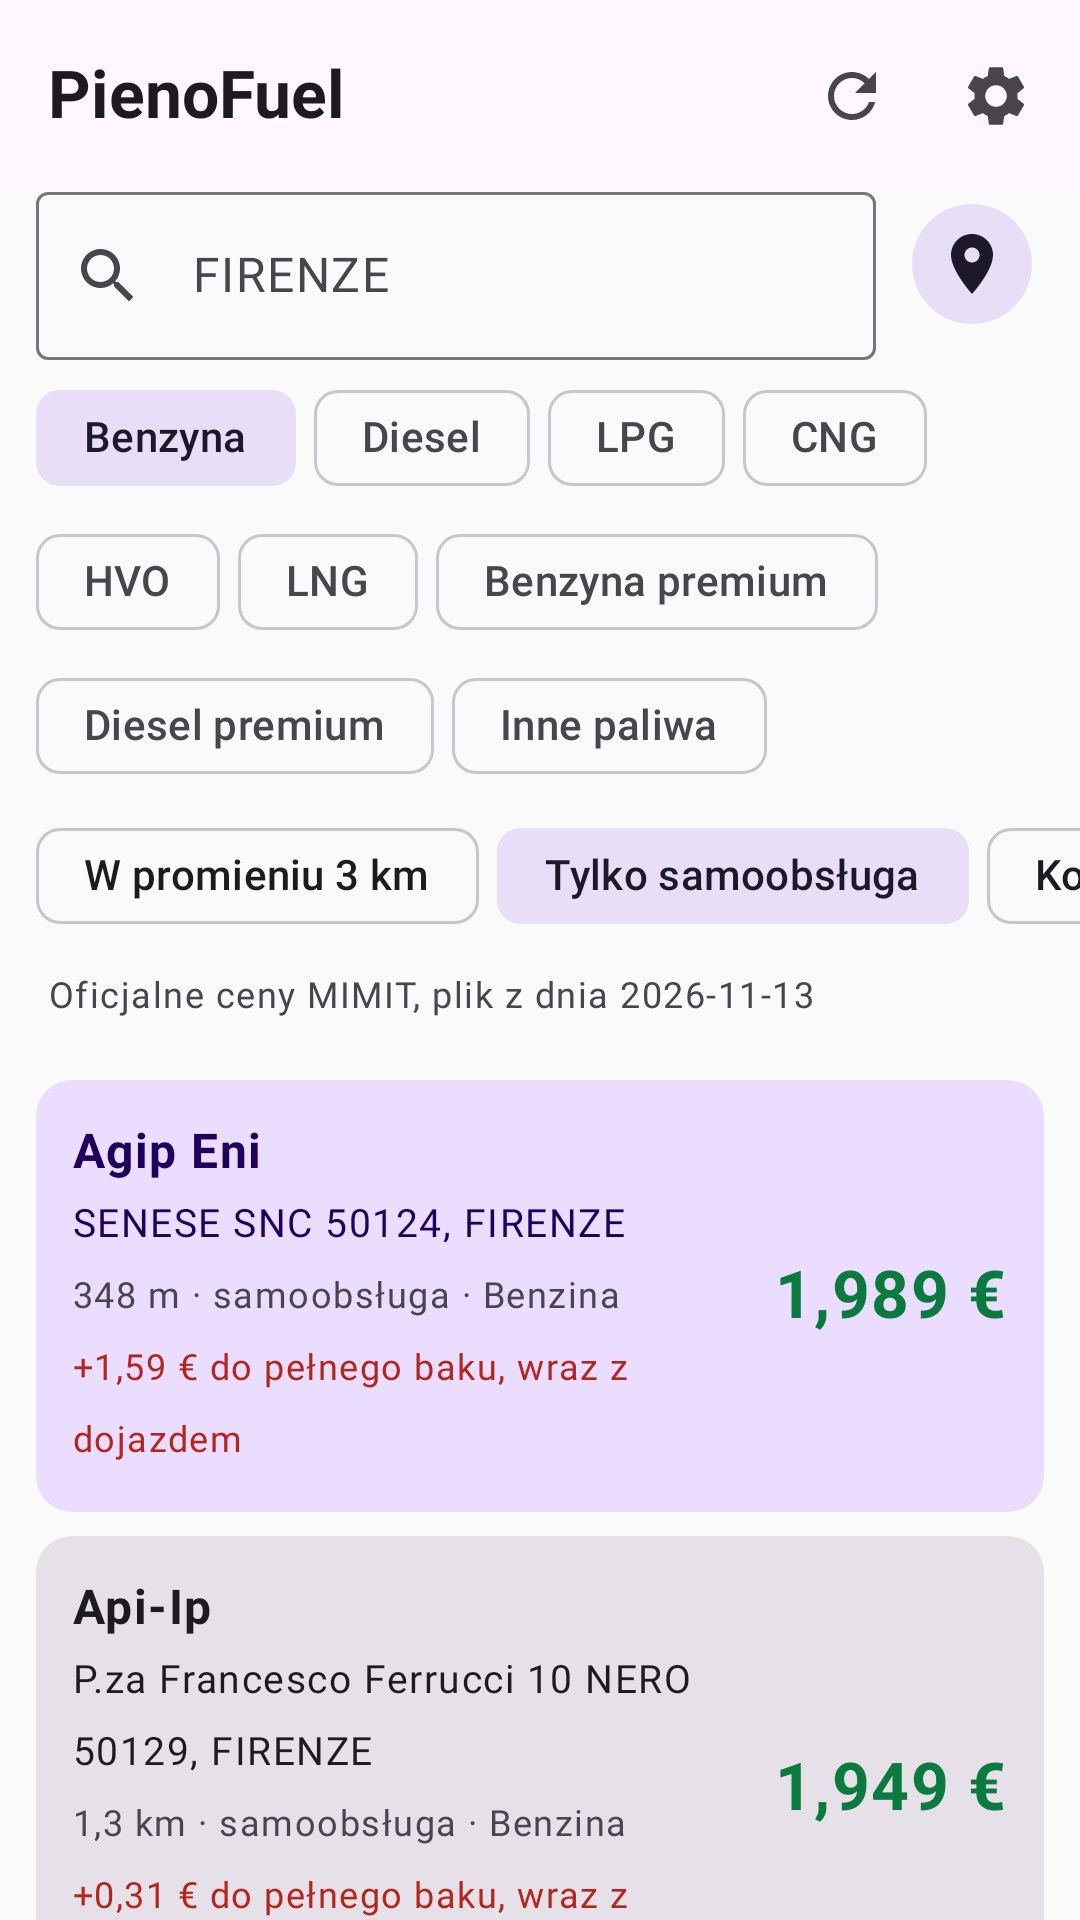 PienoFuel
FIRENZE
Benzyna Diesel LPG CNG
HVO LNG Benzyna premium
Diesel premium Inne paliwa
W promieniu 3 km Tylko samoobsługa Ko
Oficjalne ceny MIMIT, plik z dnia 2026-11-13
Agip Eni
SENESE SNC 50124, FIRENZE
348 m · samoobsługa · Benzina
1,989 €
+1,59 € do pełnego baku, wraz z
dojazdem
Api-Ip
P.za Francesco Ferrucci 10 NERO
50129, FIRENZE
1,949 €
1,3 km · samoobsługa · Benzina
+0,31 € do pełnego baku, wraz z